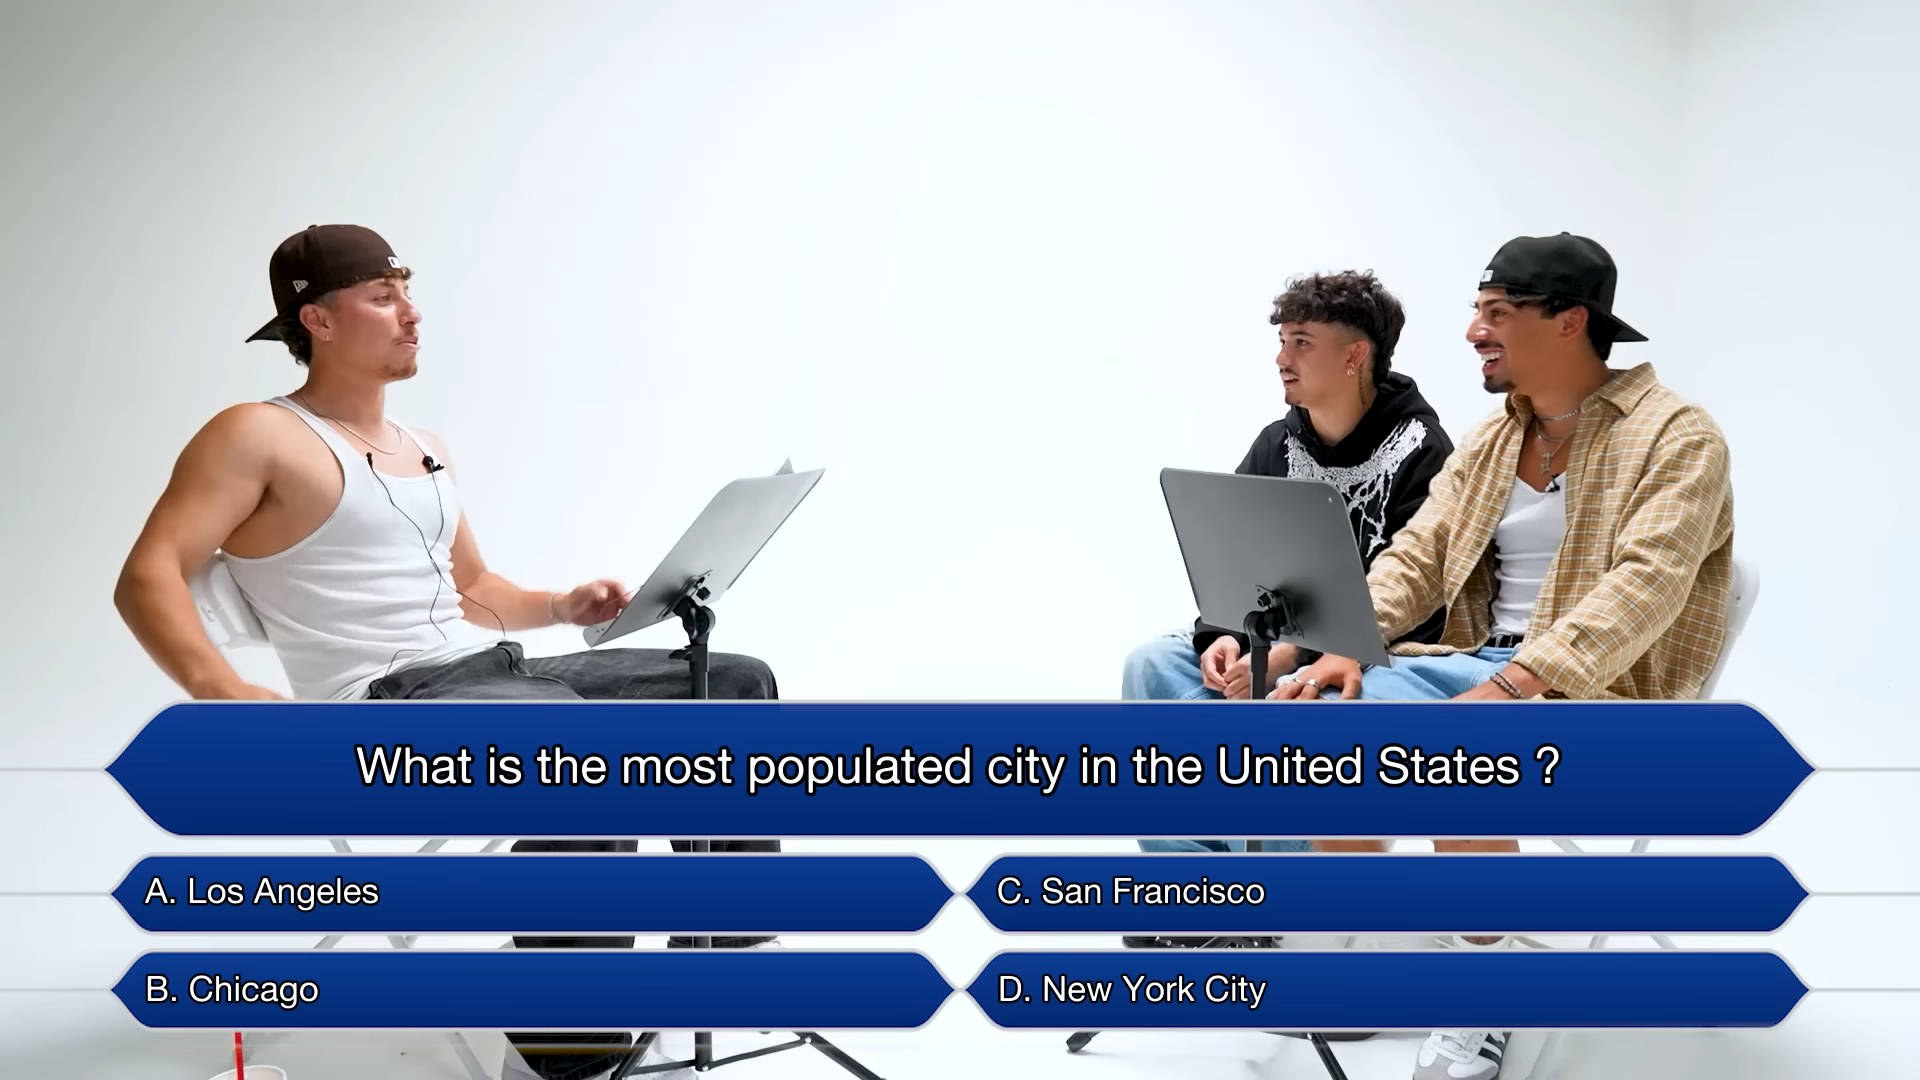 What is the most populated city in the United States ?
A. Los Angeles
C. San Francisco
B. Chicago
D. New York City